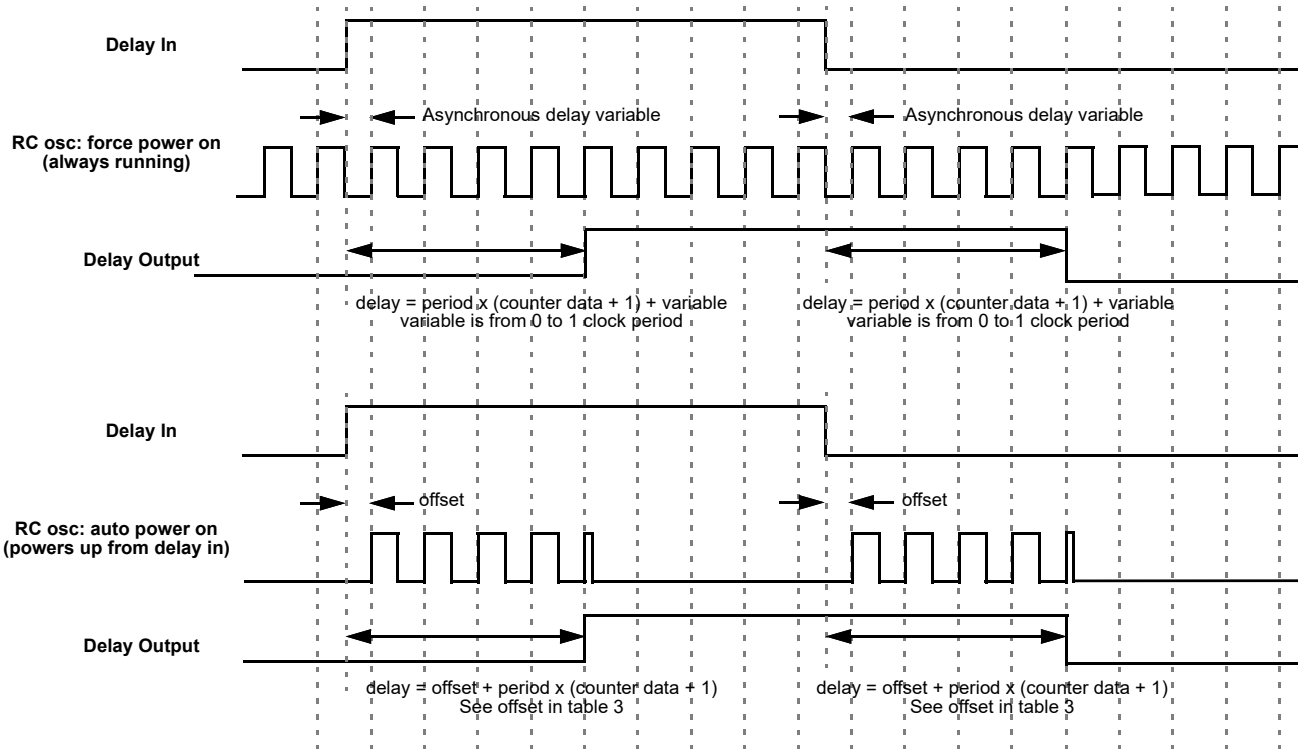 Delay In
Asynchronous delay variable
Asynchronous delay variable
RC osc: force power on
(always running)
Delay Output
delay = period x (counter data + 1) + variable
variable is from 0 to 1 clock period
delay = period x (counter data + 1) + variable
variable is from 0 to 1 clock period
Delay In
offset
offset
RC osc: auto power on
(powers up from delay in)
Delay Output
delay = offset + period x (counter data + 1)
See offset in table 3
delay = offset + period x (counter data + 1)
See offset in table 3